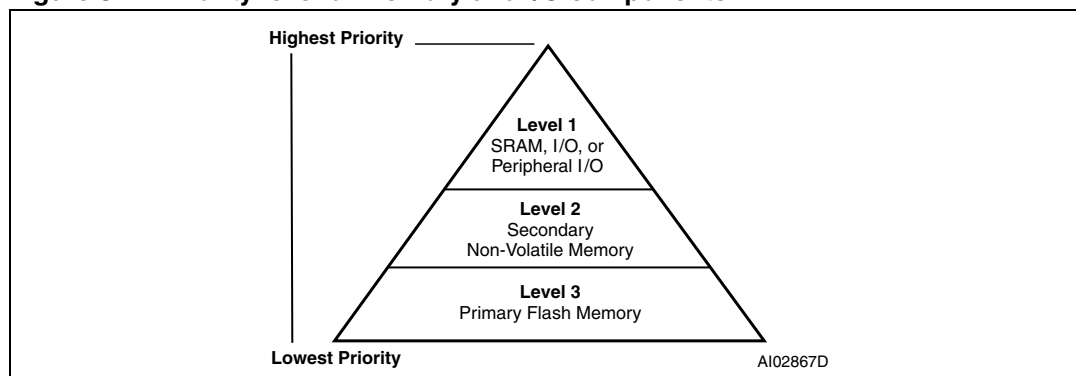 Highest Priority
Level 1
SRAM, I/O, or
Peripheral I/O
Level 2
Secondary
Non-Volatile Memory
Level 3
Primary Flash Memory
Lowest Priority
AI02867D